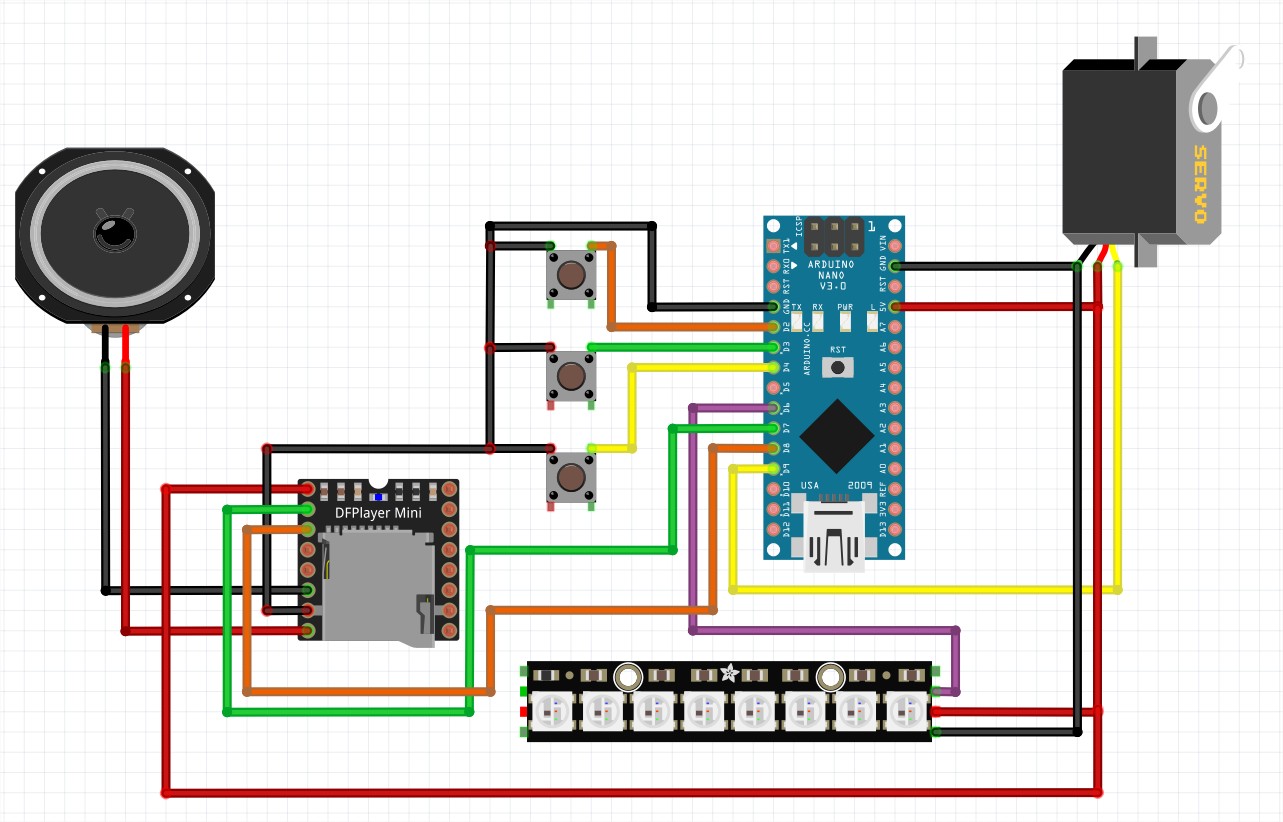 SERVO
ICSP
1
TX1
RX0
RST
GND
D2
D3
D4
D5
D6
D7
D8
D9
D10
D11
D12
ARDUINO
NANO
V3.0
TX
RX
PWR
L
ARDUINO.CC
RST
USA
2009
VIN
GND
RST
5V
A7
A6
A5
A4
A3
A2
A1
A0
REF
3V3
D13
DFPlayer Mini